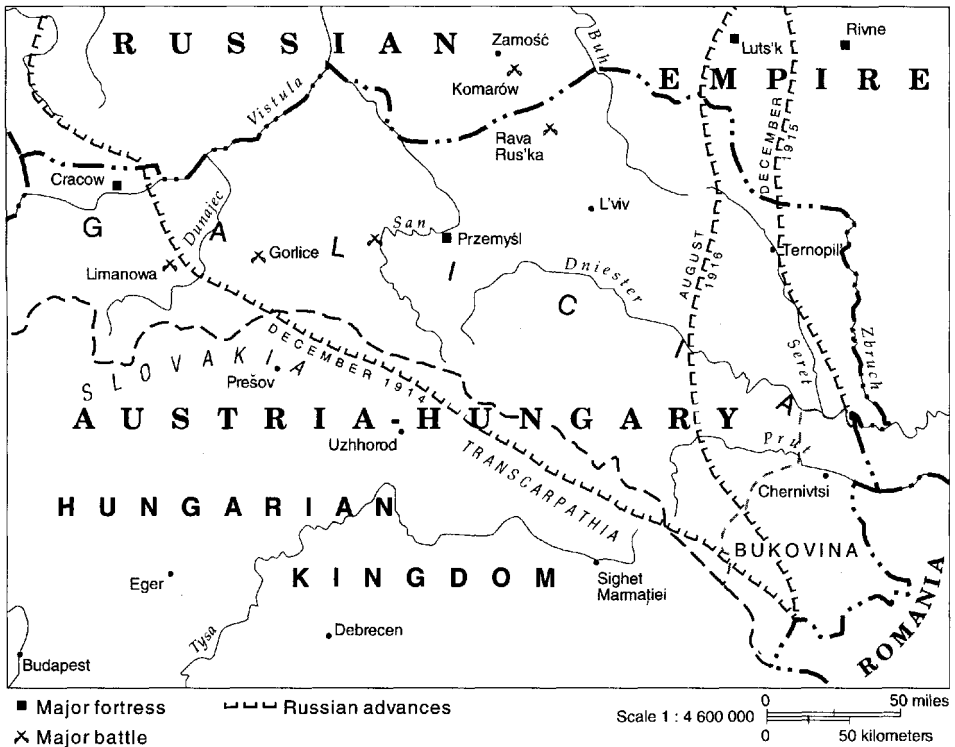 RUSSIAN
EMPIRE
Zamość
Komarów
Buh
Luts'k
Rivne
Vistula
Rava
Rus'ka
DECEMBER
1915
Cracow
GALICIA
Dunajec
San
L'viv
Limanowa
Gorlice
Przemyśl
Dniester
AUGUST
1916
Ternopil'
Seret
Zbruch
SLOVAKIA
Prešov
DECEMBER 1914
AUSTRIA-HUNGARY
Uzhhorod
TRANSCARPATHIA
Prut
Chernivtsi
HUNGARIAN
KINGDOM
BUKOVINA
Eger
Sighet
Marmației
ROMANIA
Tysa
Debrecen
Budapest
Major fortress
Russian advances
Major battle
Scale 1 : 4 600 000
0 50 miles
0 50 kilometers